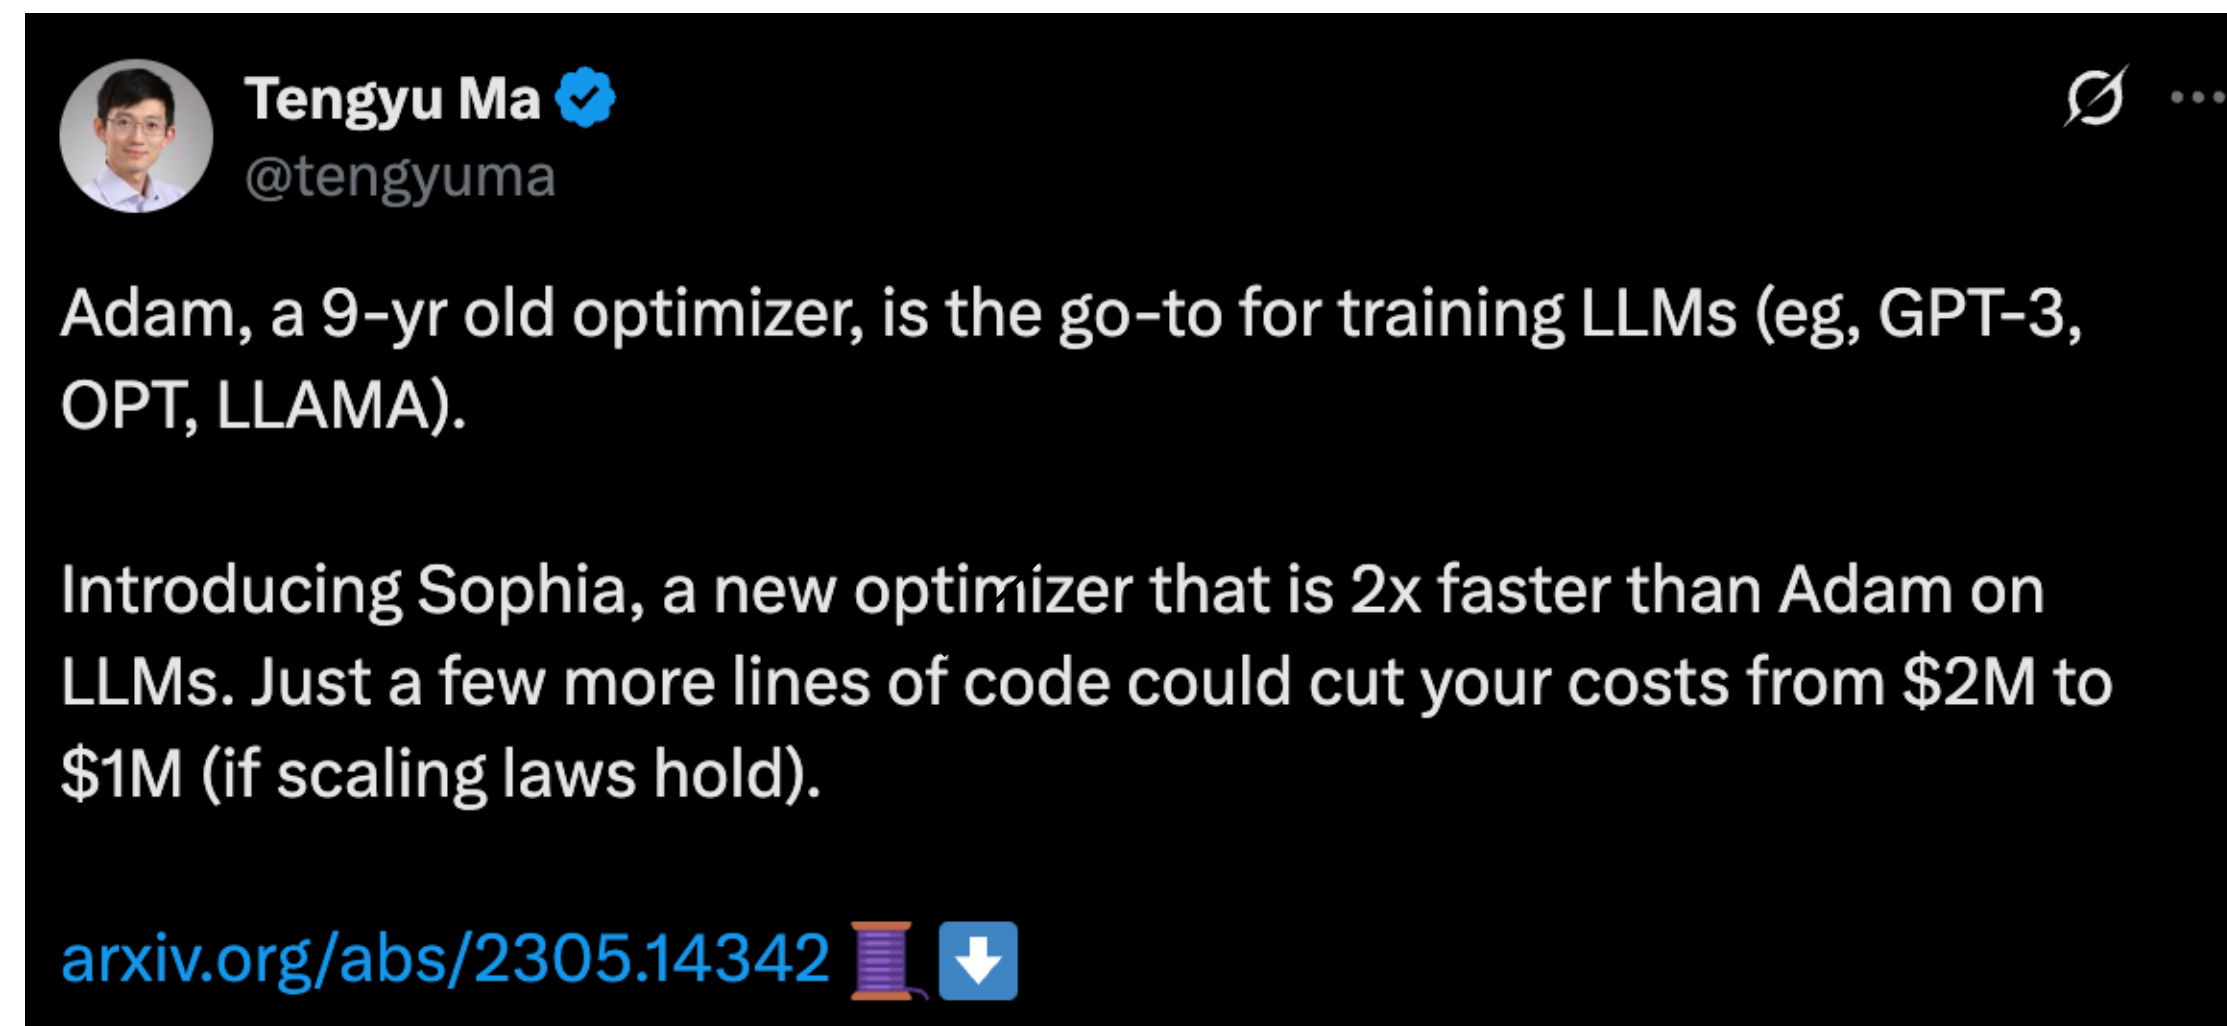 Tengyu Ma
@tengyuma
Adam, a 9-yr old optimizer, is the go-to for training LLMs (eg, GPT-3,
OPT, LLAMA).
Introducing Sophia, a new optimizer that is 2x faster than Adam on
LLMs. Just a few more lines of code could cut your costs from $2M to
$1M (if scaling laws hold).
arxiv.org/abs/2305.14342